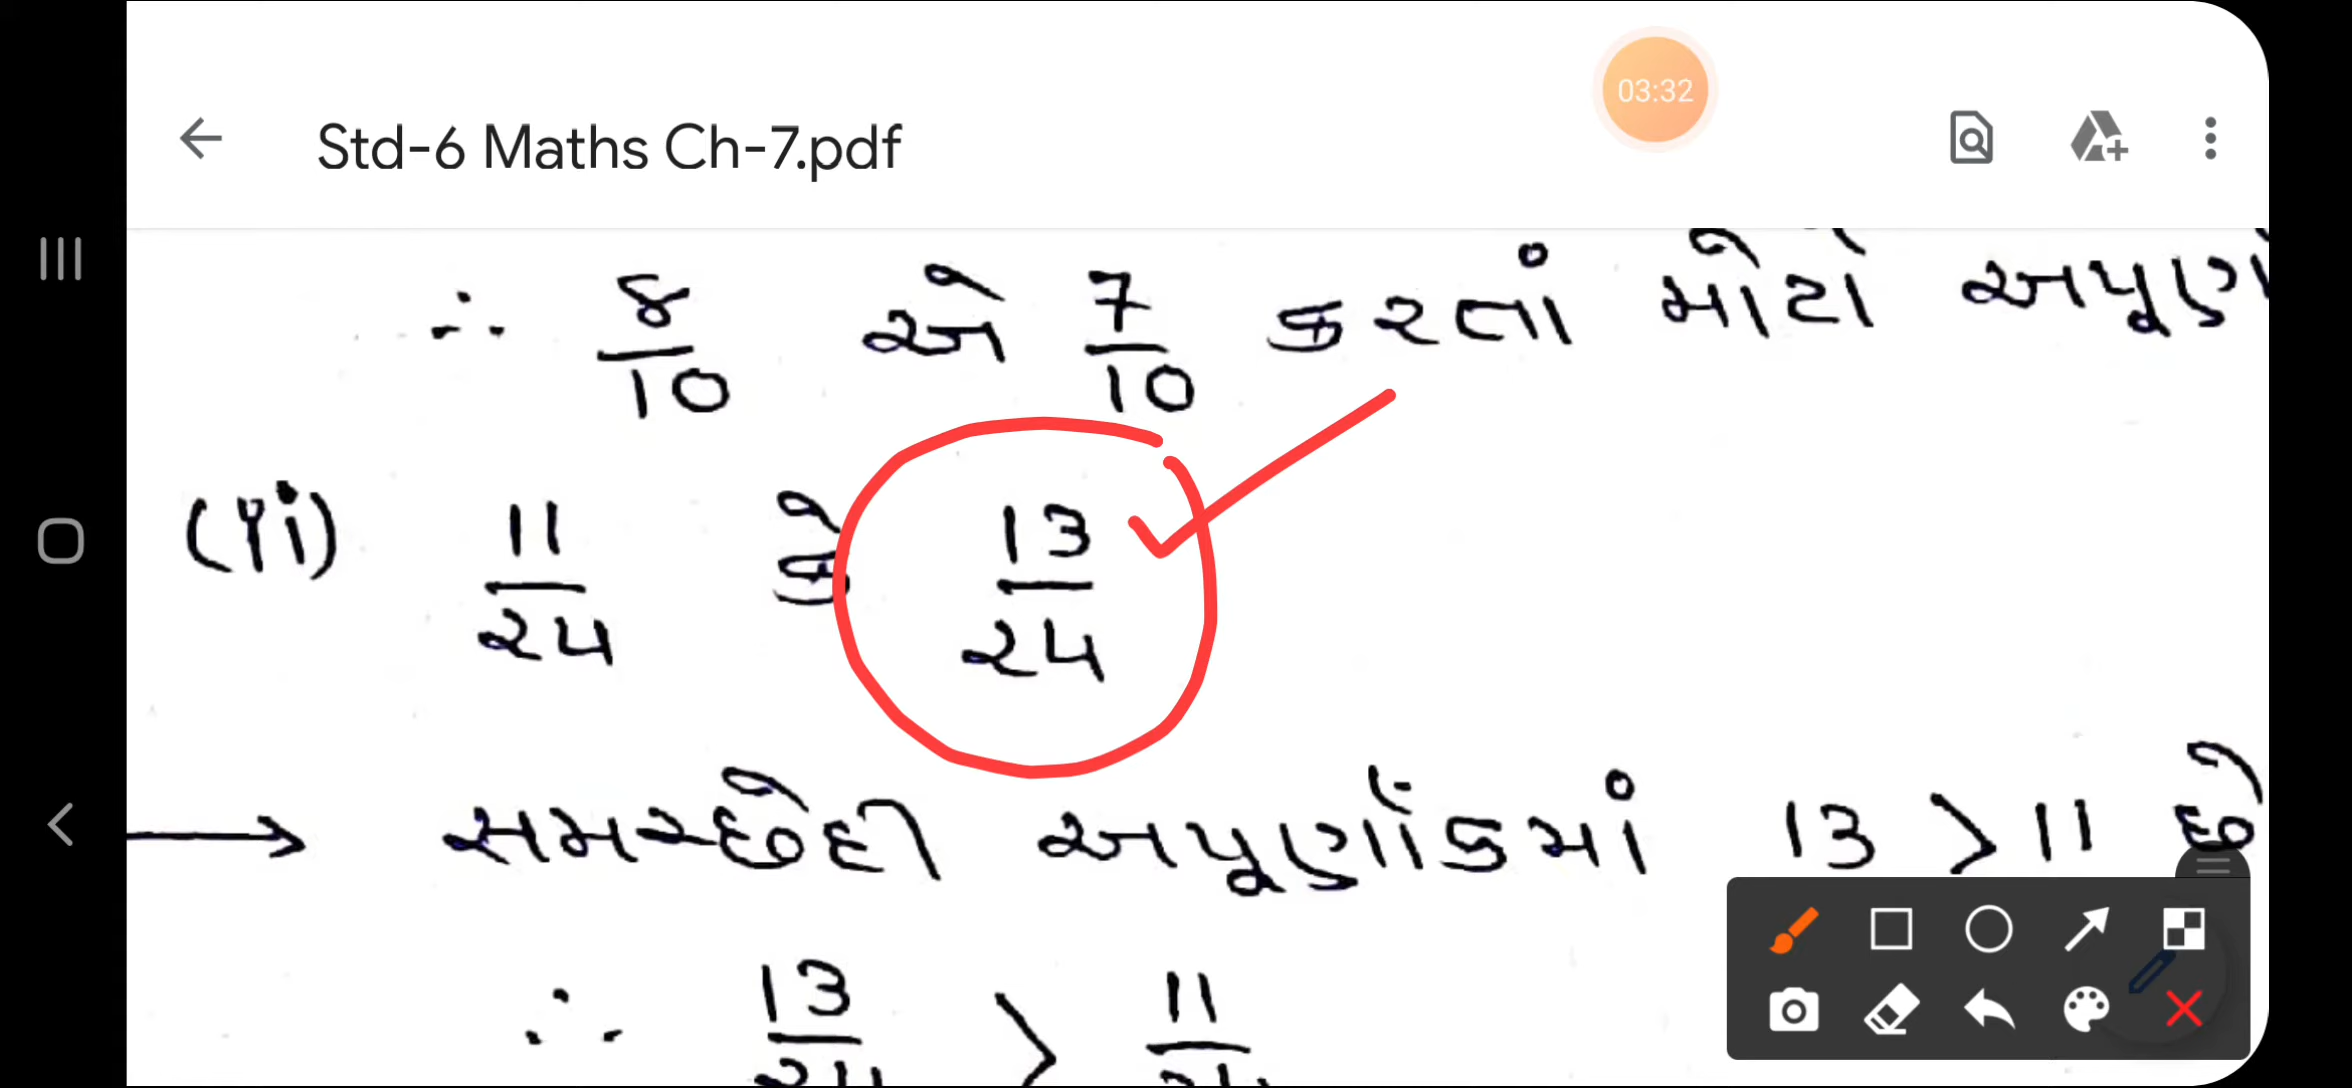 03:32
Std-6 Maths Ch-7.pdf
∴ 8/10 એ 7/10 કરતાં મોટો
(ii) 11/24 કે 13/24
→ સમચ્છેદી અપૂર્ણાંકમાં 13 > 11 છે
∴ 13/24 > 11/24